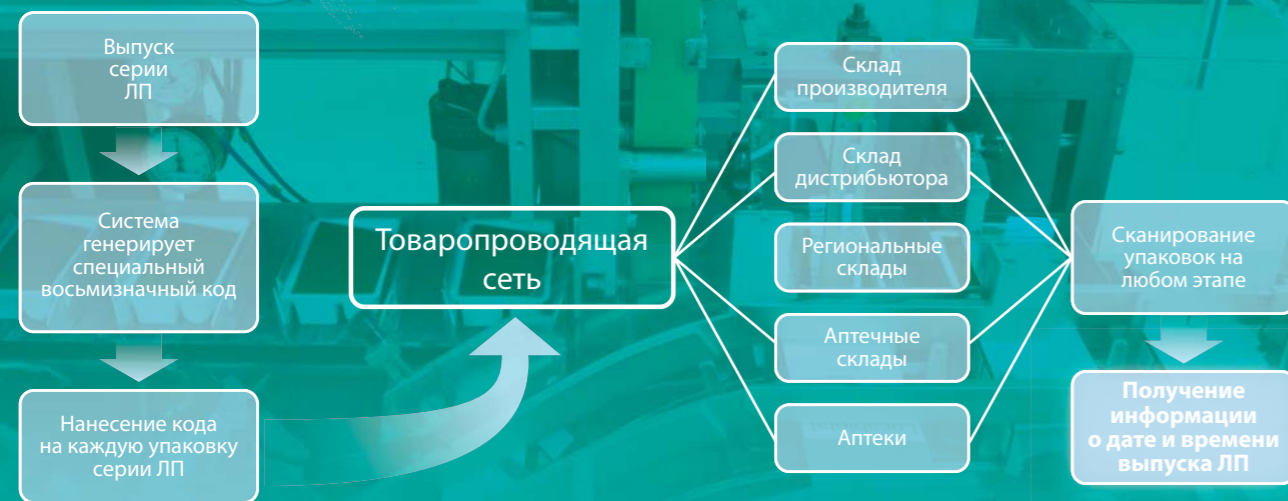 Выпуск
серии
ЛП
Система
генерирует
специальный
восьмизначный код
Нанесение кода
на каждую упаковку
серии ЛП
Товаропроводящая
сеть
Склад
производителя
Склад
дистрибьютора
Региональные
склады
Аптечные
склады
Аптеки
Сканирование
упаковок на
любом этапе
Получение
информации
о дате и времени
выпуска ЛП